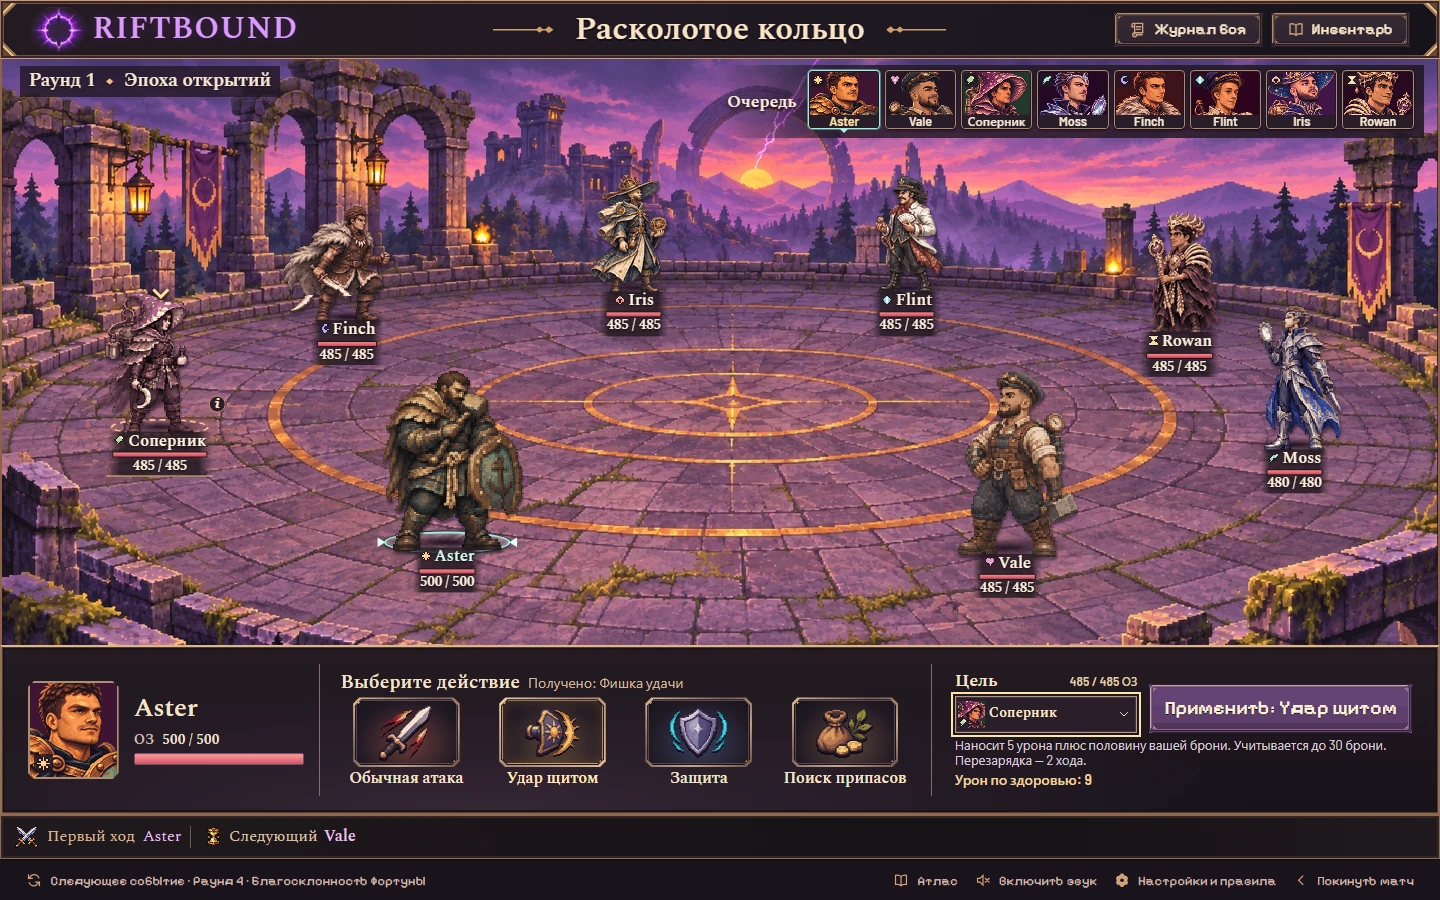 RIFTBOUND
Расколотое кольцо
Журнал боя
Инвентарь
Раунд 1 ⬥ Эпоха открытий
Очередь
Aster
Vale
Соперник
Moss
Finch
Flint
Iris
Rowan
Iris
485 / 485
Flint
485 / 485
Finch
485 / 485
Rowan
485 / 485
i
Соперник
485 / 485
Moss
480 / 480
Aster
500 / 500
Vale
485 / 485
Aster
ОЗ 500 / 500
Выберите действие Получено: Фишка удачи
Обычная атака
Удар щитом
Защита
Поиск припасов
Цель 485 / 485 ОЗ
Соперник
Применить: Удар щитом
Наносит 5 урона плюс половину вашей брони. Учитывается до 30 брони.
Перезарядка — 2 хода.
Урон по здоровью: 9
Первый ход Aster
Следующий Vale
Следующее событие · Раунд 4 · Благосклонность Фортуны
Атлас
Включить звук
Настройки и правила
Покинуть матч